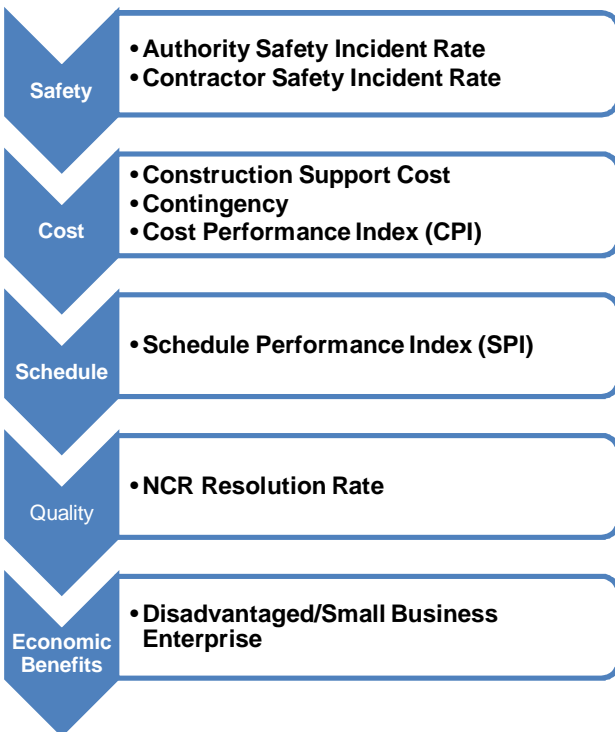 Safety
•Authority Safety Incident Rate
•Contractor Safety Incident Rate
Cost
•Construction Support Cost
•Contingency
•Cost Performance Index (CPI)
Schedule
•Schedule Performance Index (SPI)
Quality
•NCR Resolution Rate
Economic
Benefits
•Disadvantaged/Small Business
Enterprise